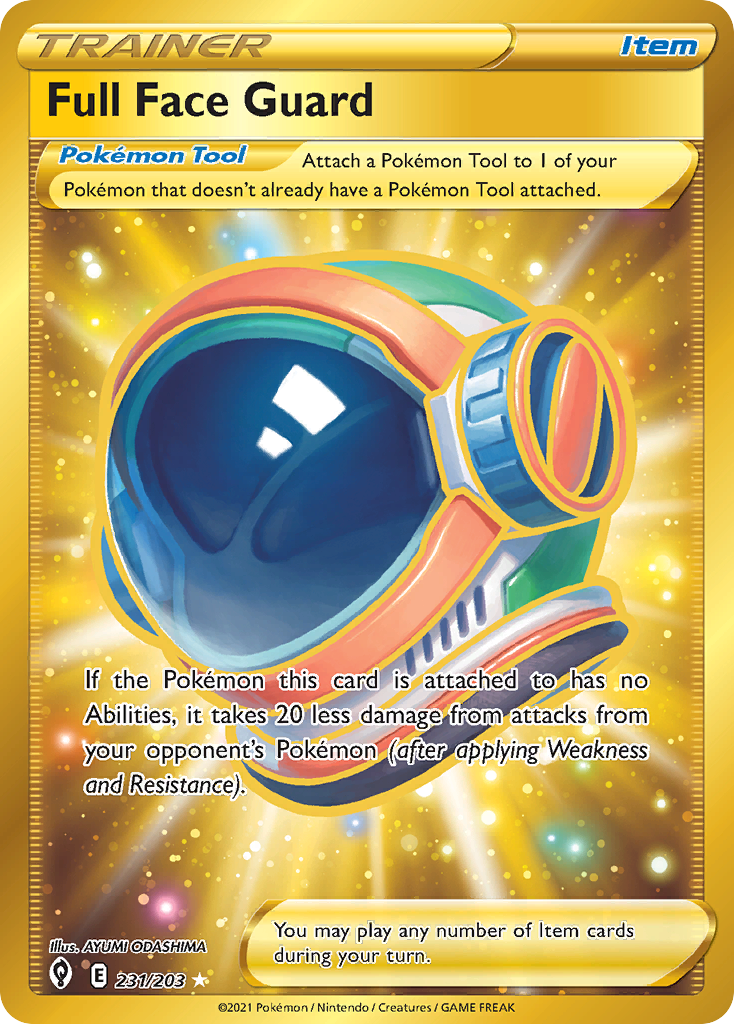 TRAINER
Item
Full Face Guard
Pokémon Tool
Attach a Pokémon Tool to 1 of your
Pokémon that doesn't already have a Pokémon Tool attached.
If the Pokémon this card is attached to has no
Abilities, it takes 20 less damage from attacks from
your opponent's Pokémon (after applying Weakness
and Resistance).
You may play any number of Item cards
during your turn.
Illus. AYUMI ODASHIMA
E 231/203
©2021 Pokémon / Nintendo / Creatures / GAME FREAK